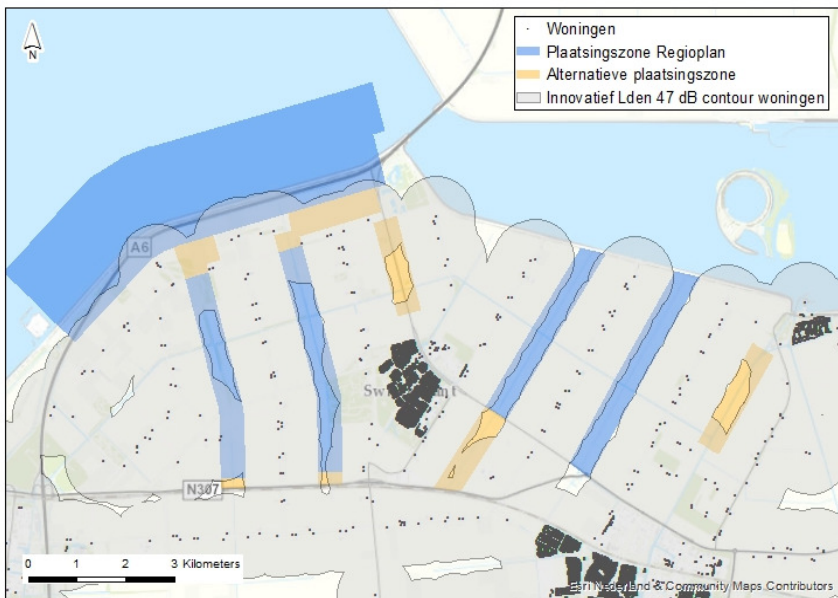 N
Woningen
Plaatsingszone Regioplan
Alternatieve plaatsingszone
Innovatief Lden 47 dB contour woningen
A6
N307
0 1 2 3 Kilometers
Esri Nederland & Community Maps Contributors